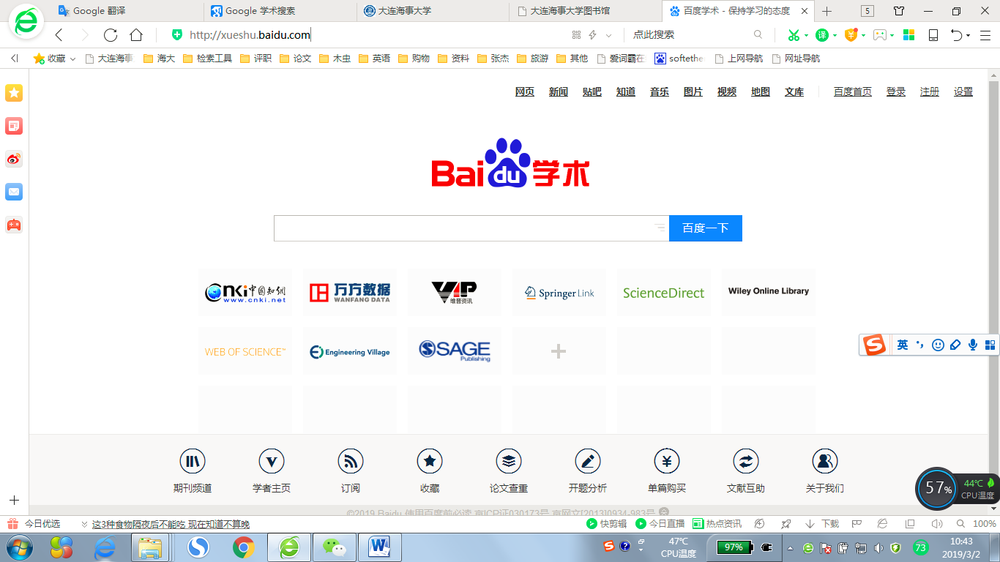 Google 翻译
Google 学术搜索
大连海事大学
大连海事大学图书馆
百度学术 - 保持学习的态度
5
http://xueshu.baidu.com
点此搜索
译
收藏
大连海事
海大
检索工具
评职
论文
木虫
英语
购物
资料
张杰
旅游
其他
爱词霸在
softethe
上网导航
网址导航
网页 新闻 贴吧 知道 音乐 图片 视频 地图 文库 百度首页 登录 注册 设置
Bai du 学术
百度一下
Cnki 中国知网
www.cnki.net
万方数据
WANFANG DATA
VIP
维普资讯
Springer Link
ScienceDirect
Wiley Online Library
WEB OF SCIENCE™
Engineering Village
SAGE
Publishing
英
期刊频道 学者主页 订阅 收藏 论文查重 开题分析 单篇购买 文献互助 关于我们
57%
44℃
CPU温度
©2019 Baidu 使用百度前必读 京ICP证030173号 京网文[2013]0934-983号
今日优选
这3种食物隔夜后不能吃 现在知道不算晚
快剪辑
今日直播
热点资讯
下载
100%
47℃
CPU温度
97%
73
10:43
2019/3/2